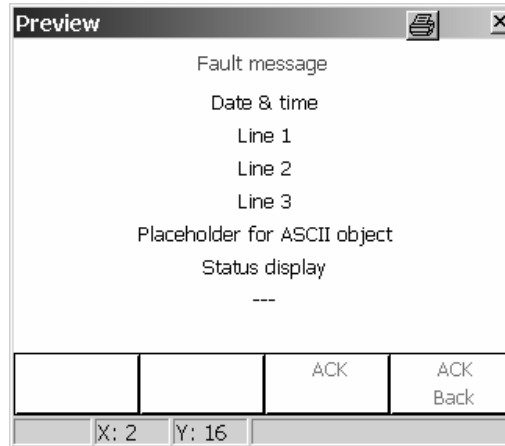 Preview
Fault message
Date & time
Line 1
Line 2
Line 3
Placeholder for ASCII object
Status display
---
ACK ACK
Back
X: 2 Y: 16